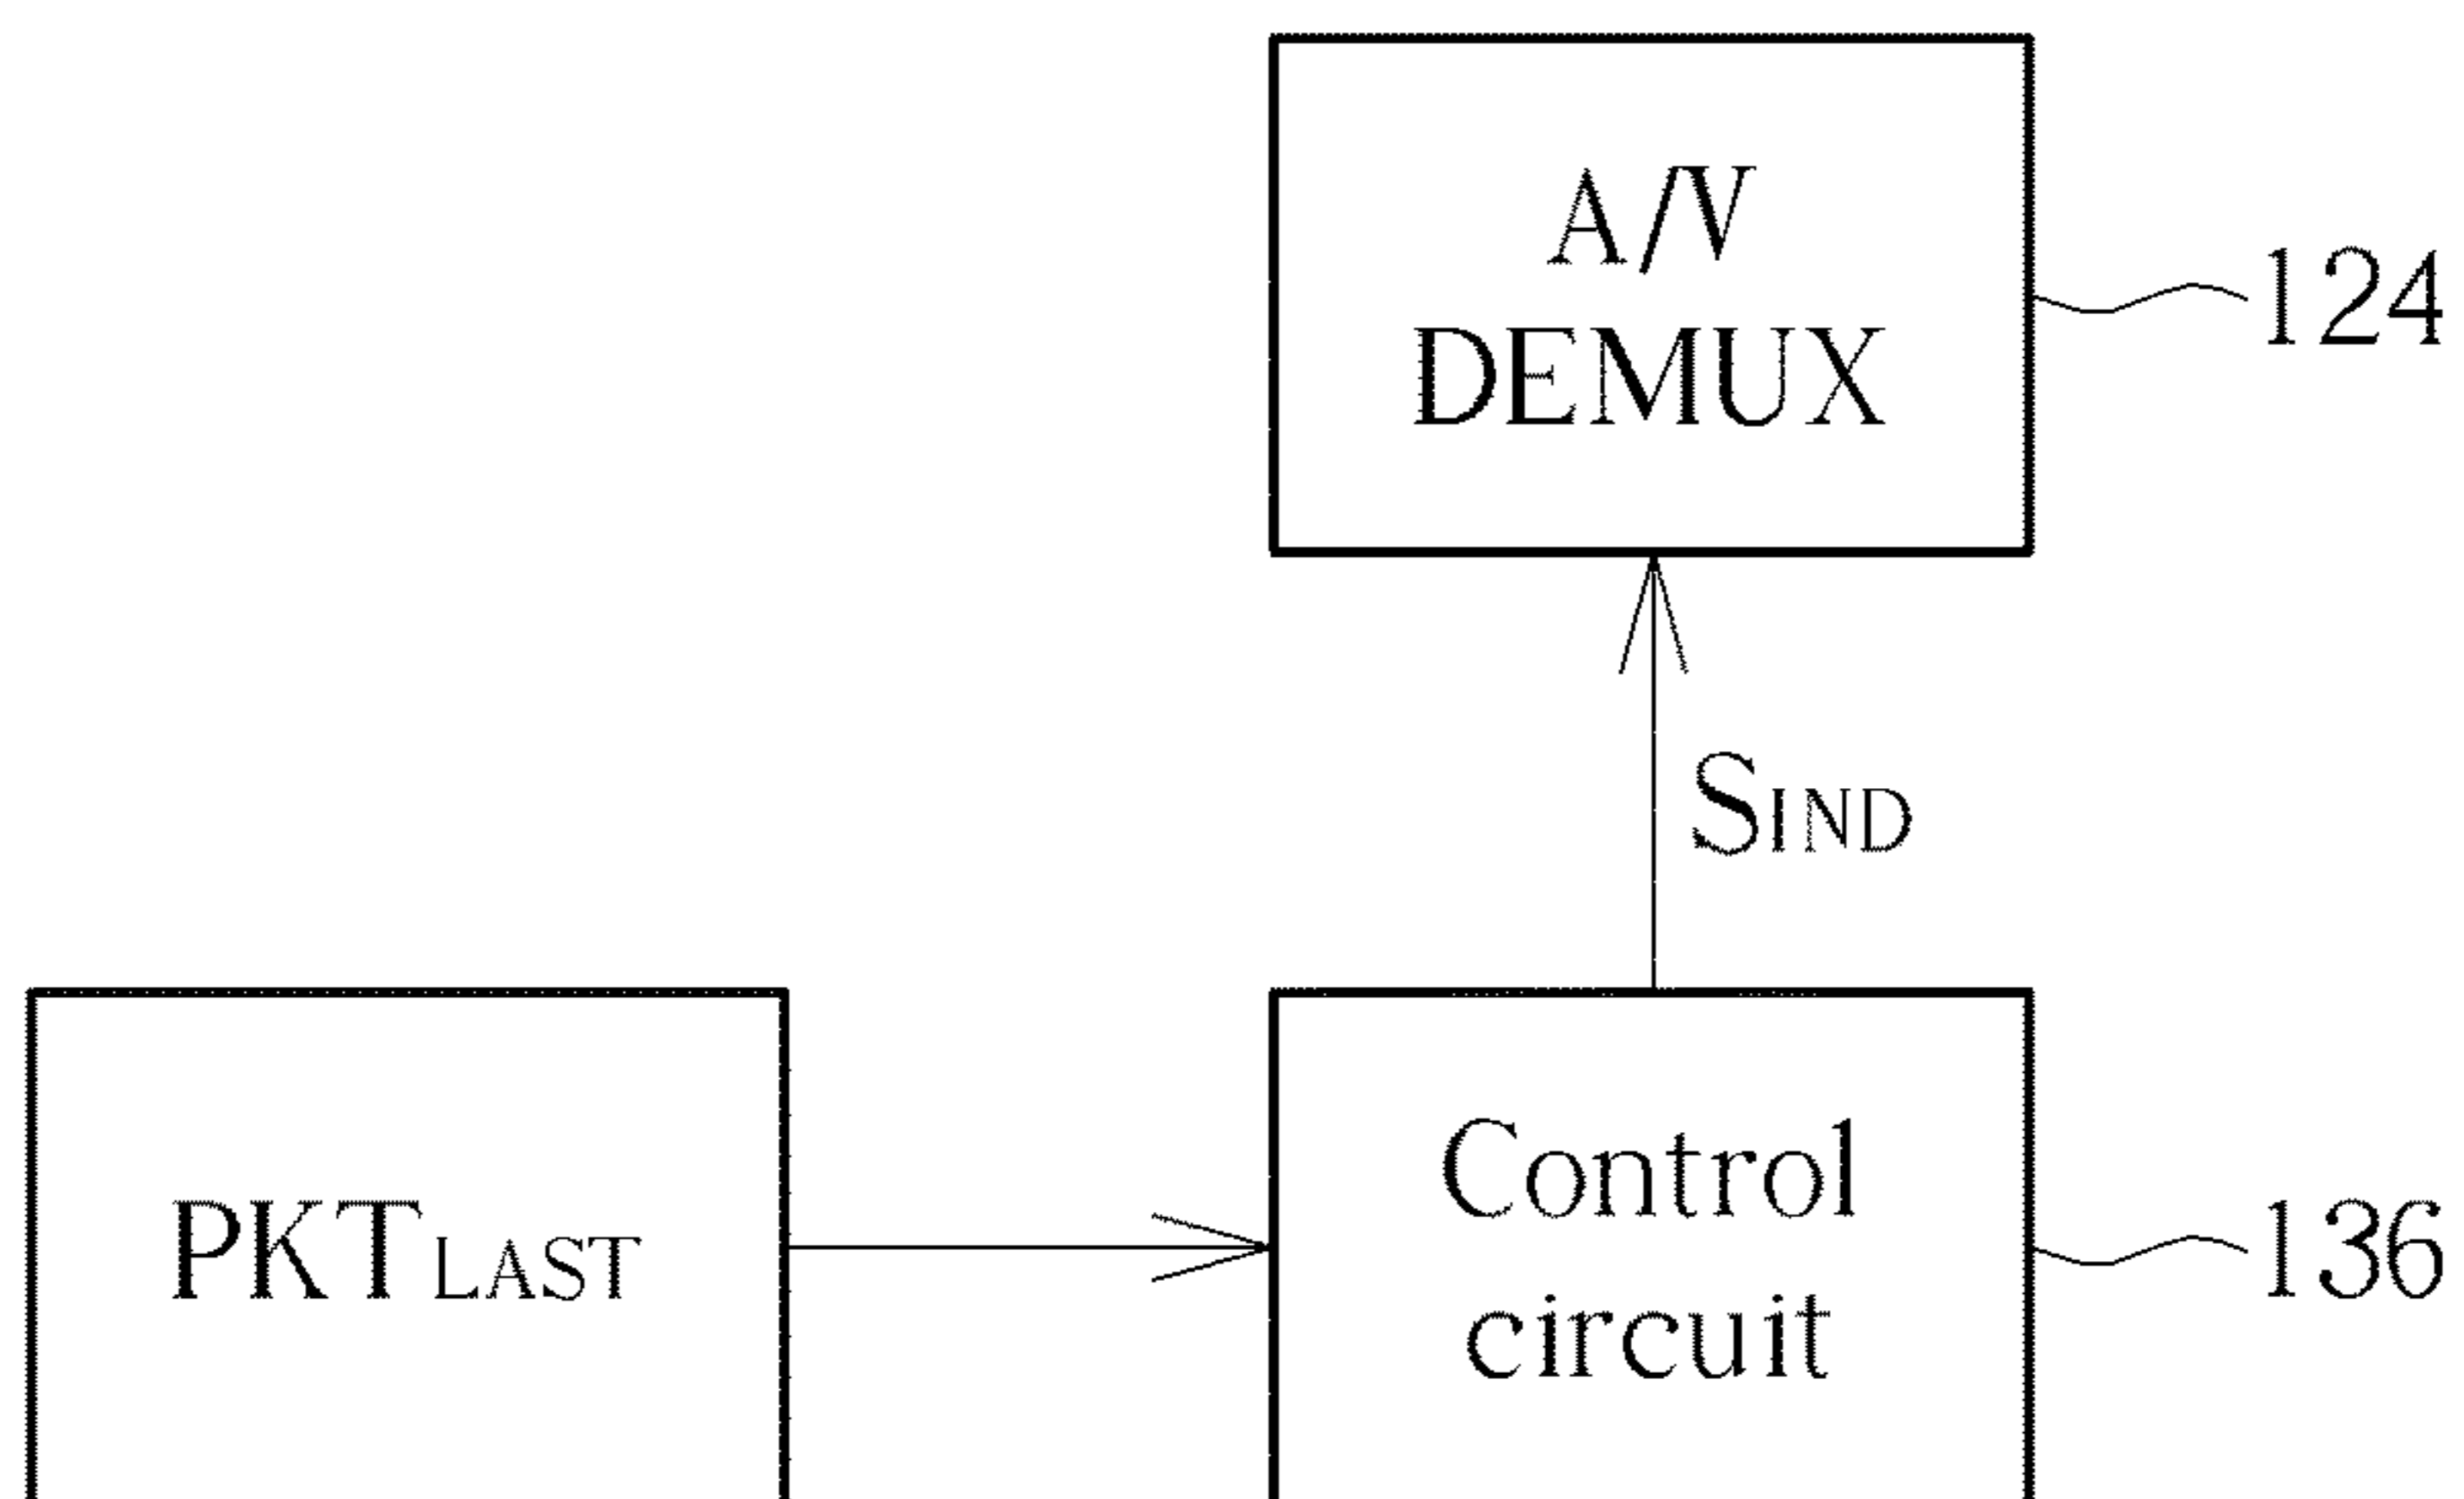 A/V
DEMUX
124
SIND
PKTLAST
Control
circuit
136